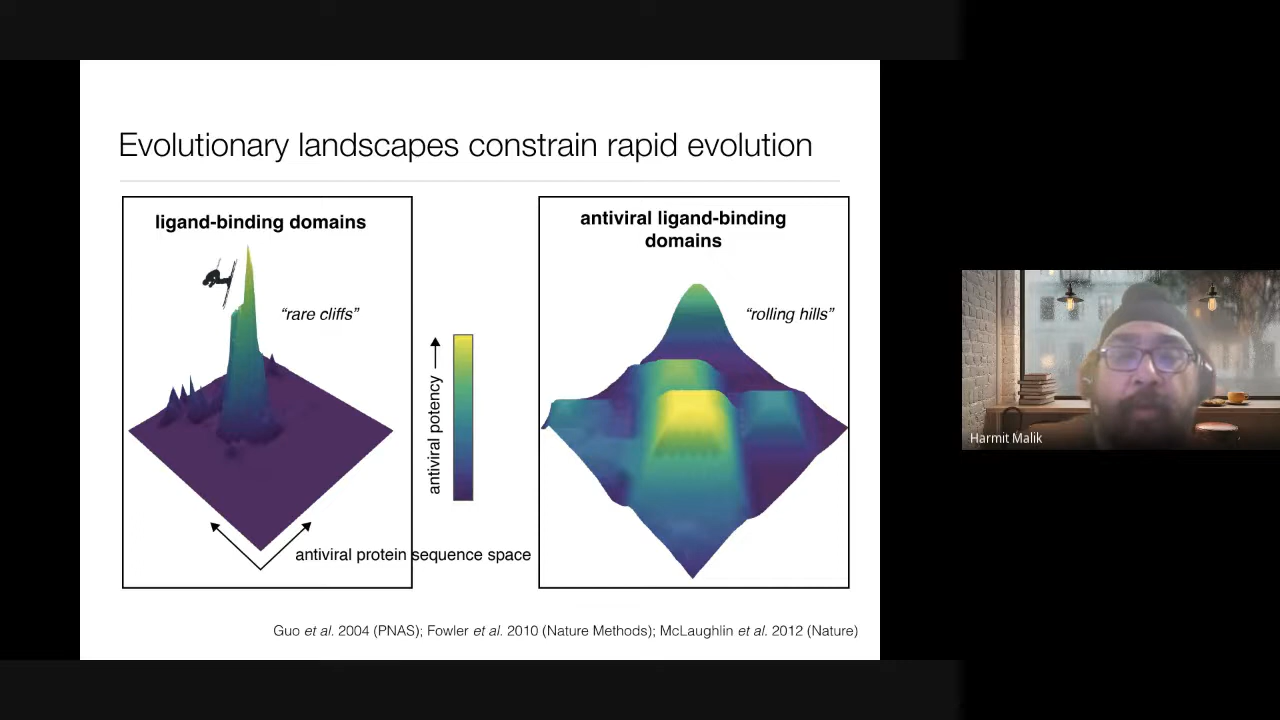 Evolutionary landscapes constrain rapid evolution
ligand-binding domains
“rare cliffs”
antiviral potency
antiviral protein sequence space
antiviral ligand-binding
domains
“rolling hills”
Guo et al. 2004 (PNAS); Fowler et al. 2010 (Nature Methods); McLaughlin et al. 2012 (Nature)
Harmit Malik